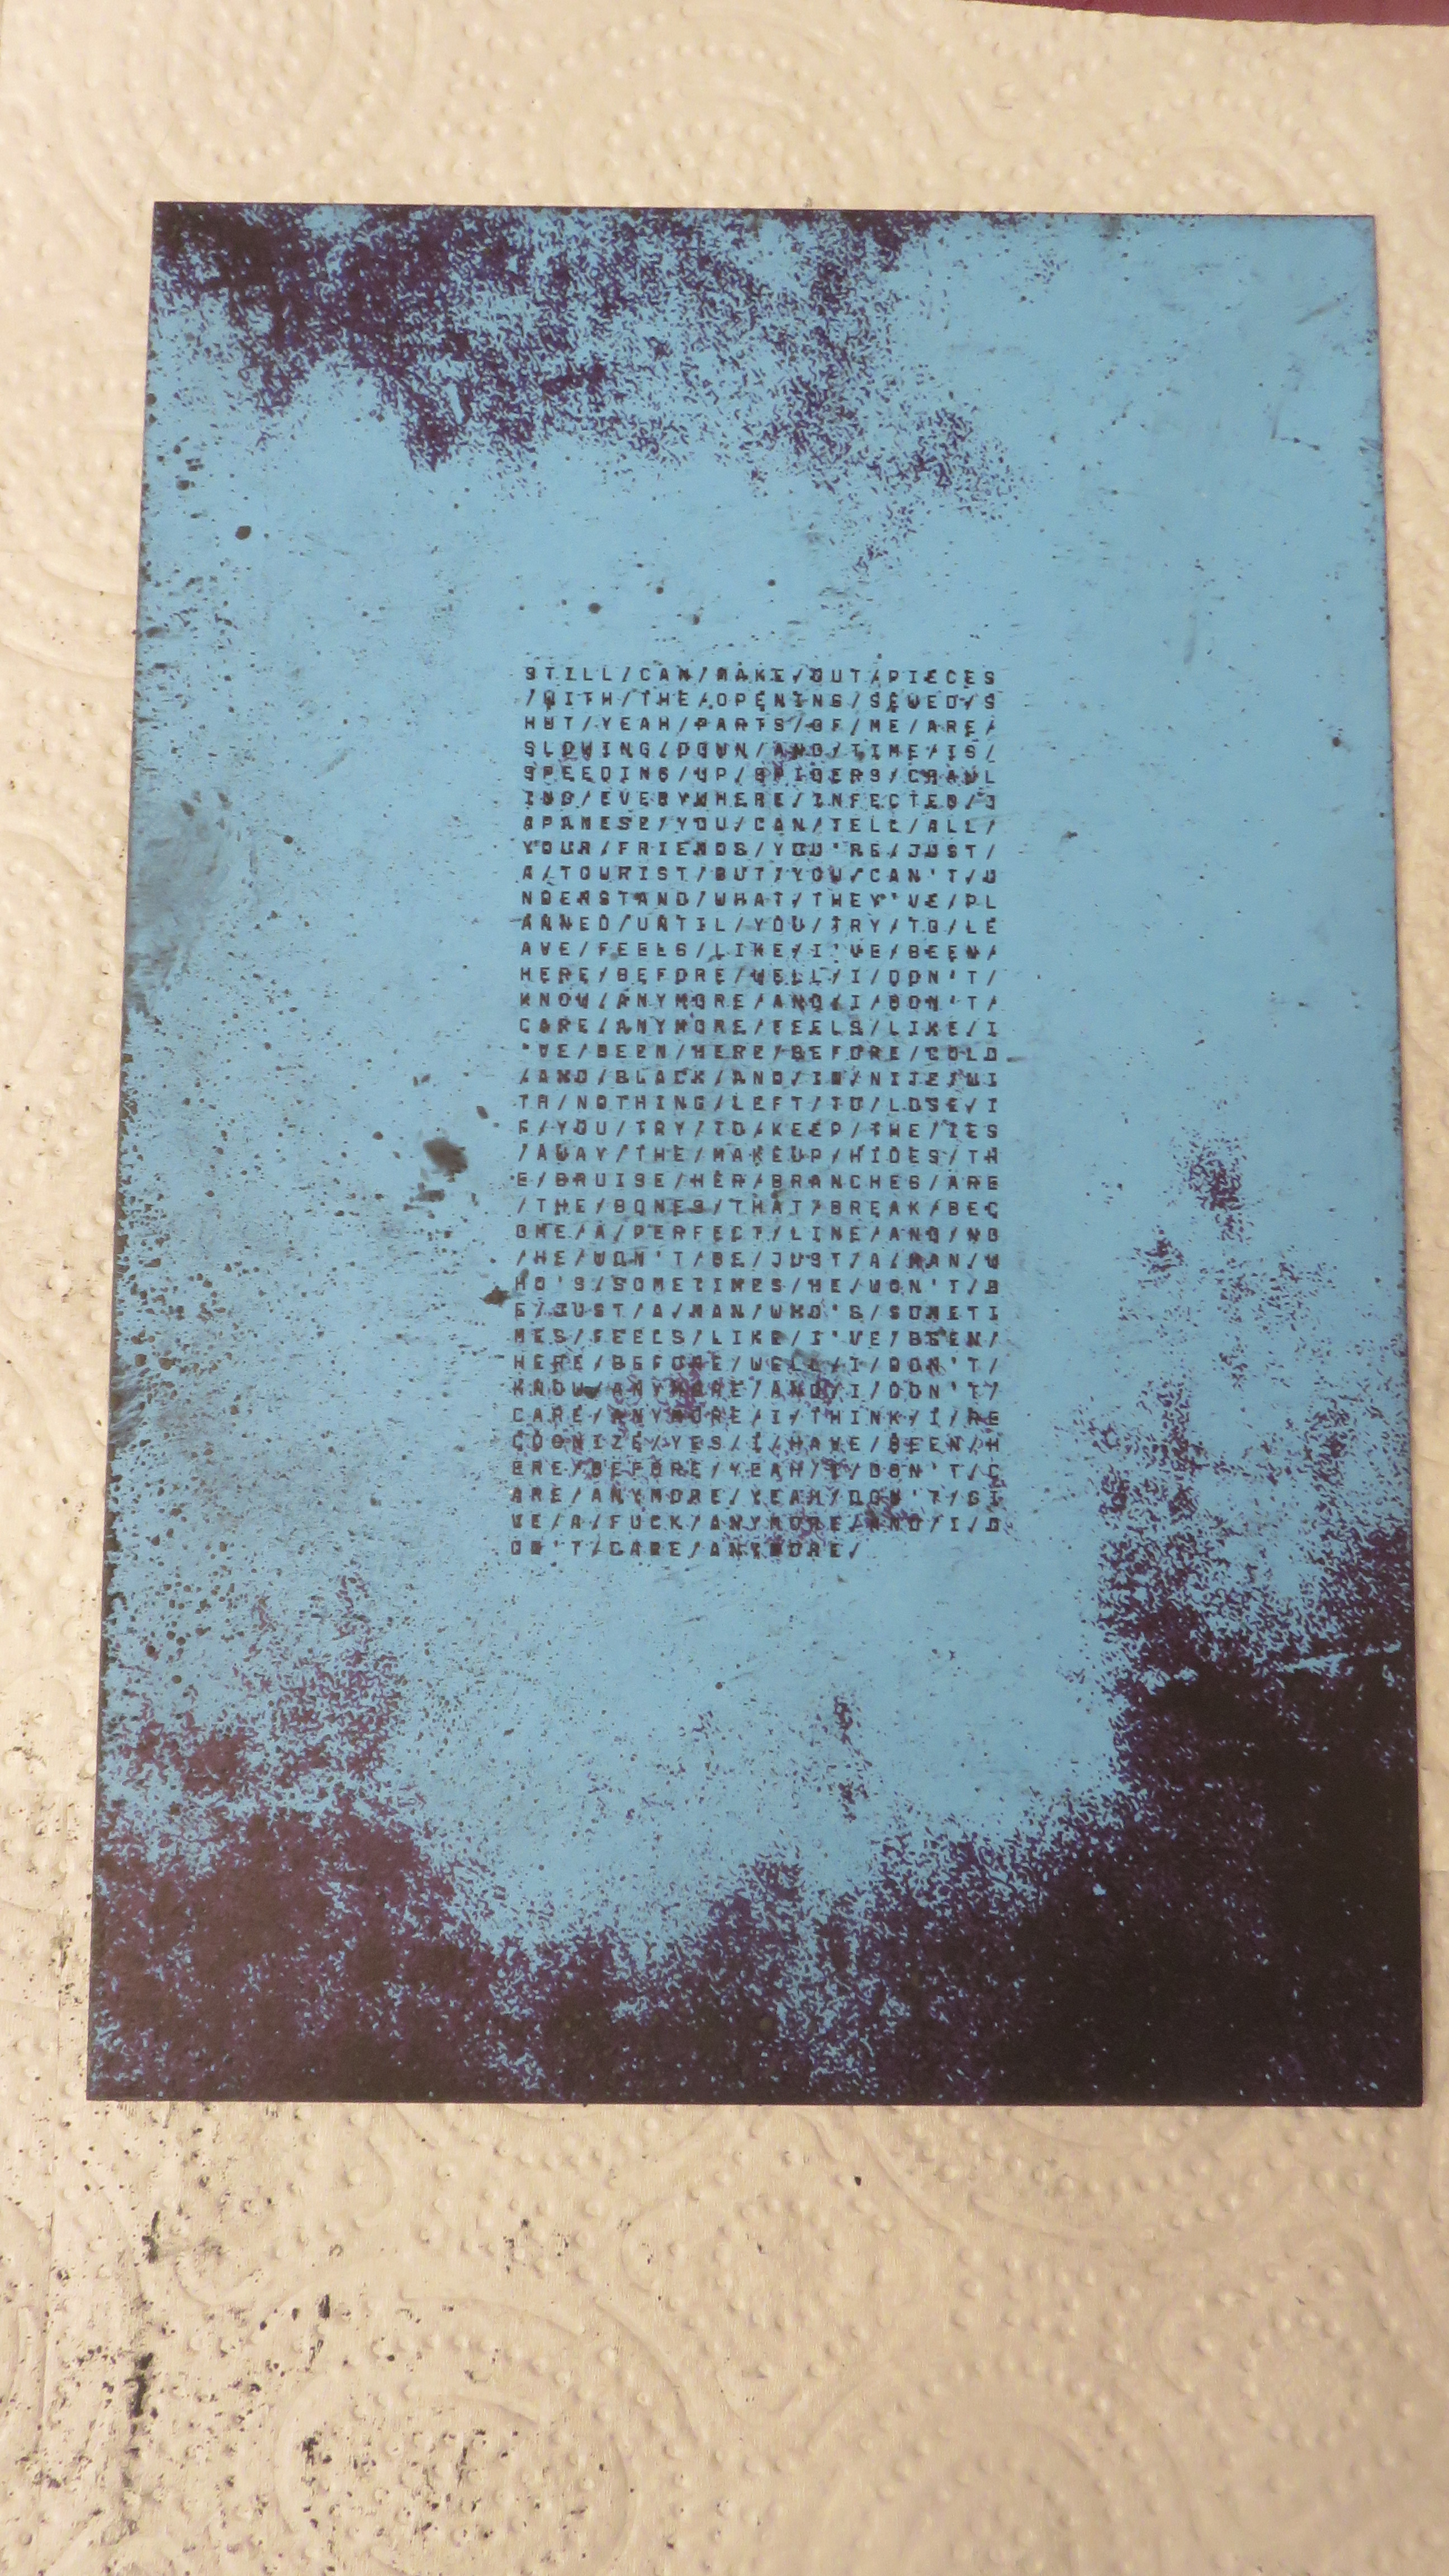 STILL/CAN/MAKE/OUT/PIECES
/WITH/THE/OPENING/SEWED/S
HUT/YEAH/PARTS/OF/ME/ARE/
SLOWING/DOWN/AND/TIME/IS/
SPEEDING/UP/SPIDERS/CRAWL
ING/EVERYWHERE/INFECTED/J
APANESE/YOU/CAN/TELL/ALL/
YOUR/FRIENDS/YOU'RE/JUST/
A/TOURIST/BUT/YOU/CAN'T/U
NDERSTAND/WHAT/THEY'VE/PL
ANNED/UNTIL/YOU/TRY/TO/LE
AVE/FEELS/LIKE/I'VE/BEEN/
HERE/BEFORE/WELL/I/DON'T/
KNOW/ANYMORE/AND/I/DON'T/
CARE/ANYMORE/FEELS/LIKE/I
'VE/BEEN/HERE/BEFORE/COLD
/AND/BLACK/AND/INFINITE/WI
TH/NOTHING/LEFT/TO/LOSE/I
F/YOU/TRY/TO/KEEP/THE/IES
/AWAY/THE/MAKEUP/HIDES/TH
E/BRUISE/HER/BRANCHES/ARE
/THE/BONES/THAT/BREAK/BEC
OME/A/PERFECT/LINE/AND/NO
/HE/WON'T/BE/JUST/A/MAN/W
HO'S/SOMETIMES/HE/WON'T/B
E/JUST/A/MAN/WHO'S/SOMETI
MES/FEELS/LIKE/I'VE/BEEN/
HERE/BEFORE/WELL/I/DON'T/
KNOW/ANYMORE/AND/I/DON'T/
CARE/ANYMORE/I/THINK/I/RE
COGNIZE/YES/I/HAVE/BEEN/H
ERE/BEFORE/YEAH/I/DON'T/C
ARE/ANYMORE/YEAH/DON'T/GI
VE/A/FUCK/ANYMORE/AND/I/D
ON'T/CARE/ANYMORE/